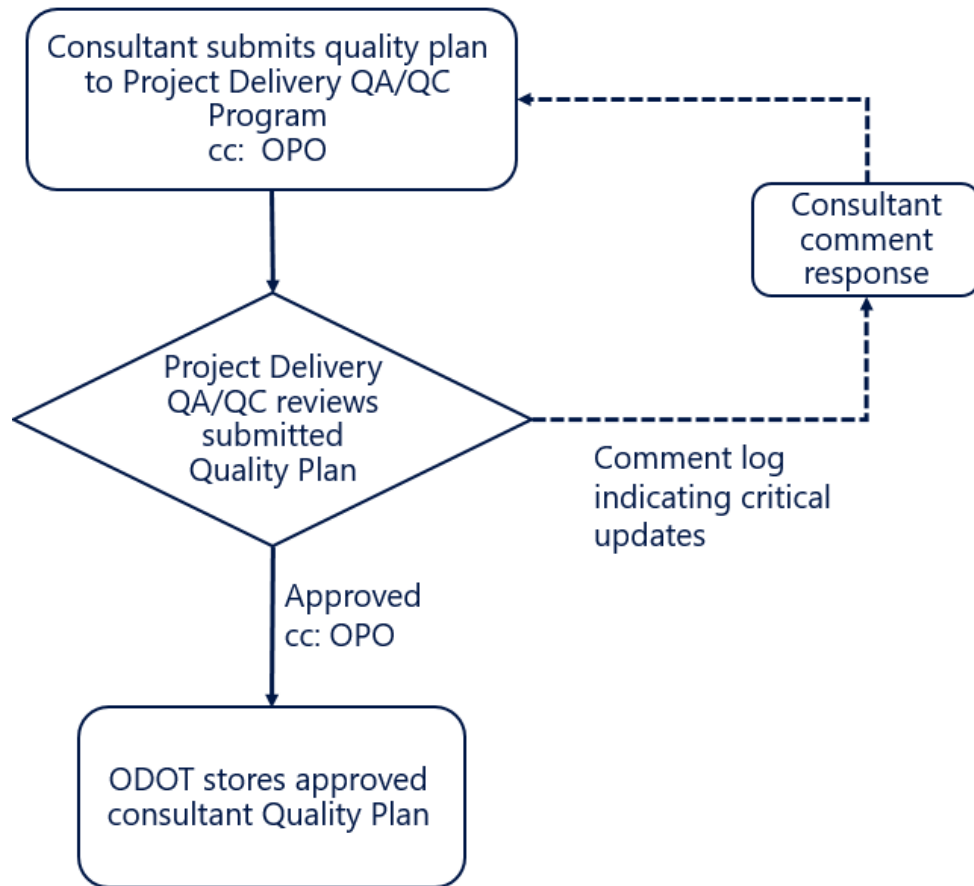 Consultant submits quality plan
to Project Delivery QA/QC
Program
cc:  OPO
Consultant
comment
response
Project Delivery
QA/QC reviews
submitted
Quality Plan
Comment log
indicating critical
updates
Approved
cc: OPO
ODOT stores approved
consultant Quality Plan